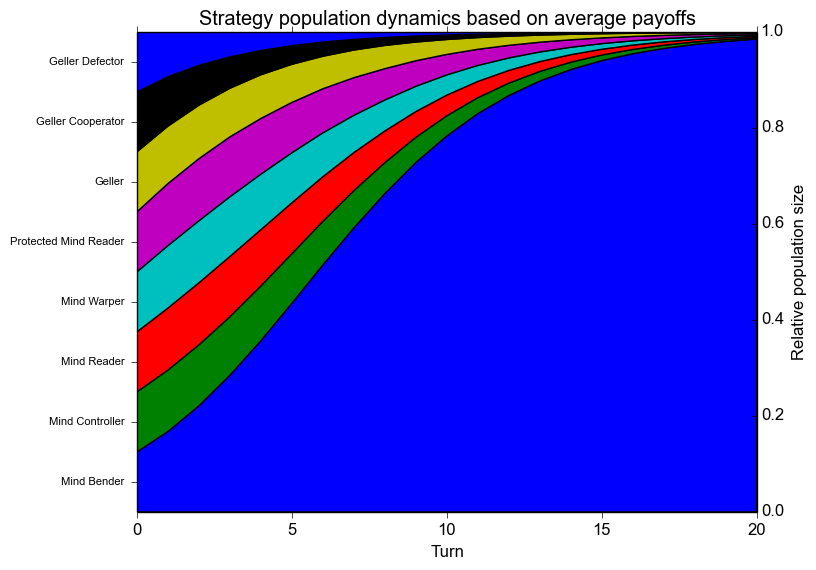 Strategy population dynamics based on average payoffs
Geller Defector
Geller Cooperator
Geller
Protected Mind Reader
Mind Warper
Mind Reader
Mind Controller
Mind Bender
1.0
0.8
0.6
0.4
0.2
0.0
Relative population size
0 5 10 15 20
Turn